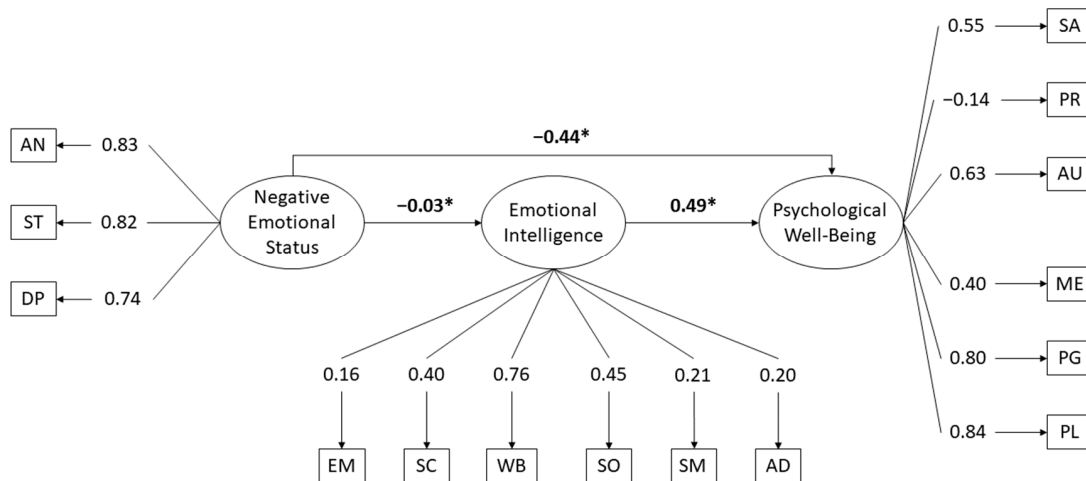 0.55
SA
−0.14
PR
−0.44*
AN
0.83
0.63
AU
Negative
Emotional
Status
−0.03*
Emotional
Intelligence
0.49*
Psychological
Well-Being
ST
0.82
0.40
ME
DP
0.74
0.80
PG
0.16
0.40
0.76
0.45
0.21
0.20
0.84
PL
EM
SC
WB
SO
SM
AD